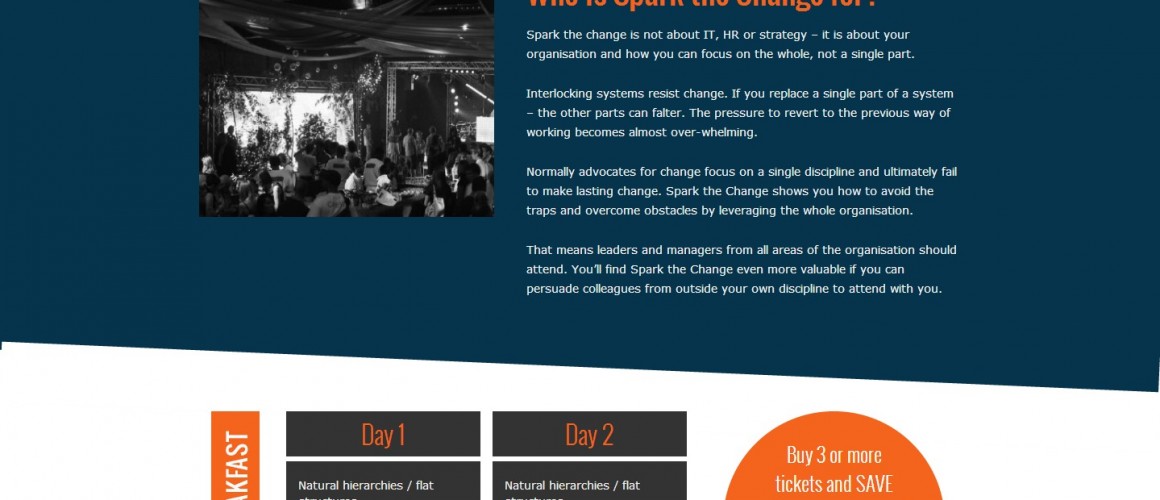 Who is Spark the Change for?
Spark the change is not about IT, HR or strategy – it is about your
organisation and how you can focus on the whole, not a single part.
Interlocking systems resist change. If you replace a single part of a system
– the other parts can falter. The pressure to revert to the previous way of
working becomes almost over-whelming.
Normally advocates for change focus on a single discipline and ultimately fail
to make lasting change. Spark the Change shows you how to avoid the
traps and overcome obstacles by leveraging the whole organisation.
That means leaders and managers from all areas of the organisation should
attend. You'll find Spark the Change even more valuable if you can
persuade colleagues from outside your own discipline to attend with you.
AKFAST
Day 1
Day 2
Natural hierarchies / flat
structures
Natural hierarchies / flat
structures
Buy 3 or more
tickets and SAVE